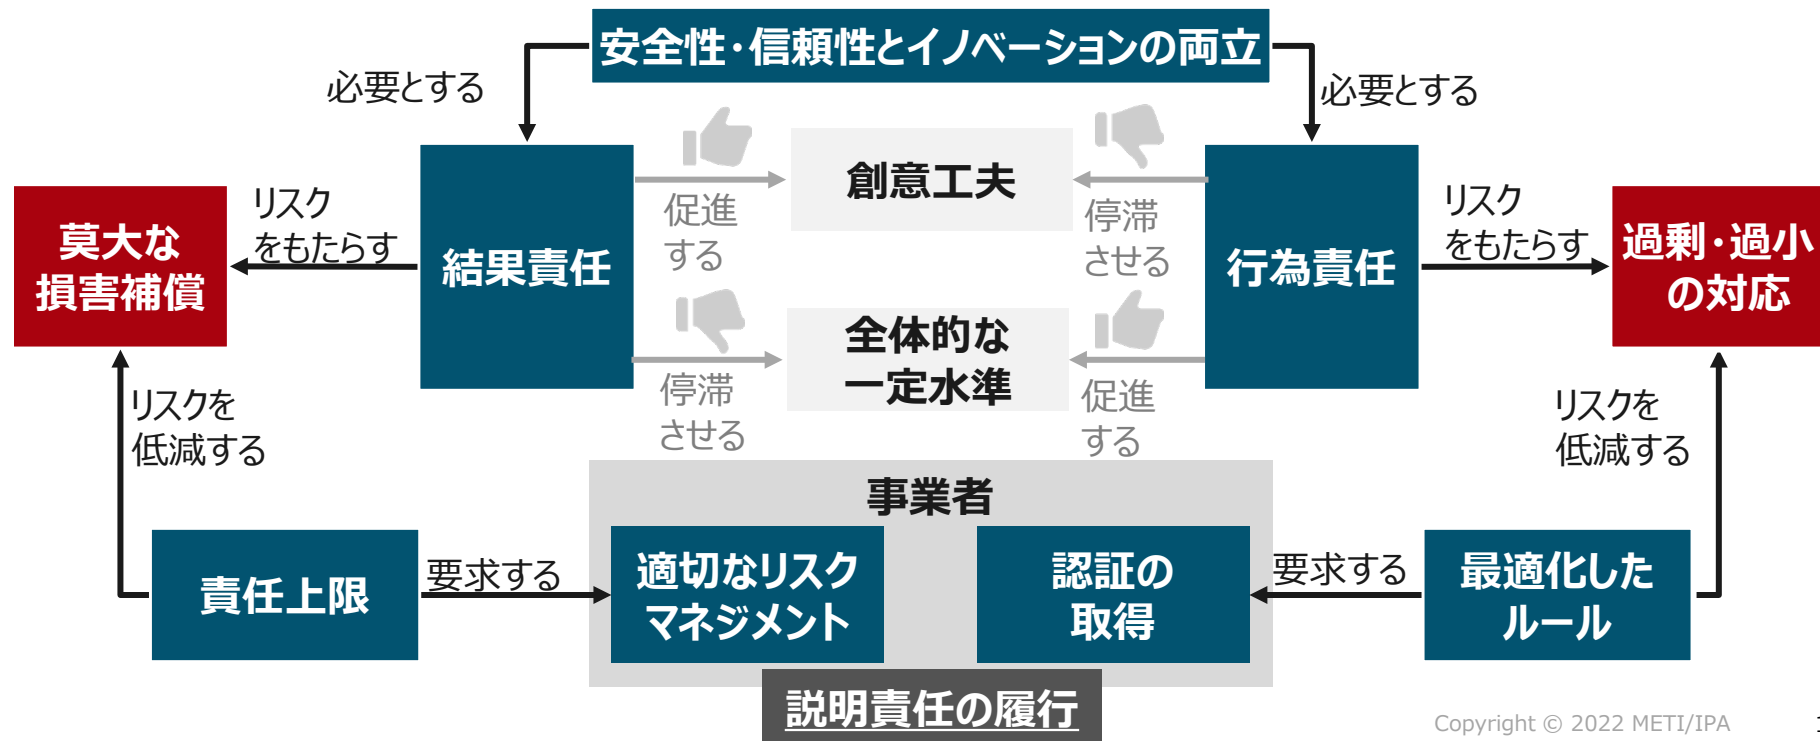 安全性・信頼性とイノベーションの両立
必要とする
必要とする
創意工夫
リスク
をもたらす
促進
する
停滞
させる
リスク
をもたらす
莫大な
損害補償
結果責任
行為責任
過剰・過小
の対応
全体的な
一定水準
停滞
させる
促進
する
リスクを
低減する
リスクを
低減する
事業者
責任上限
要求する
適切なリスク
マネジメント
認証の
取得
要求する
最適化した
ルール
説明責任の履行
Copyright © 2022 METI/IPA